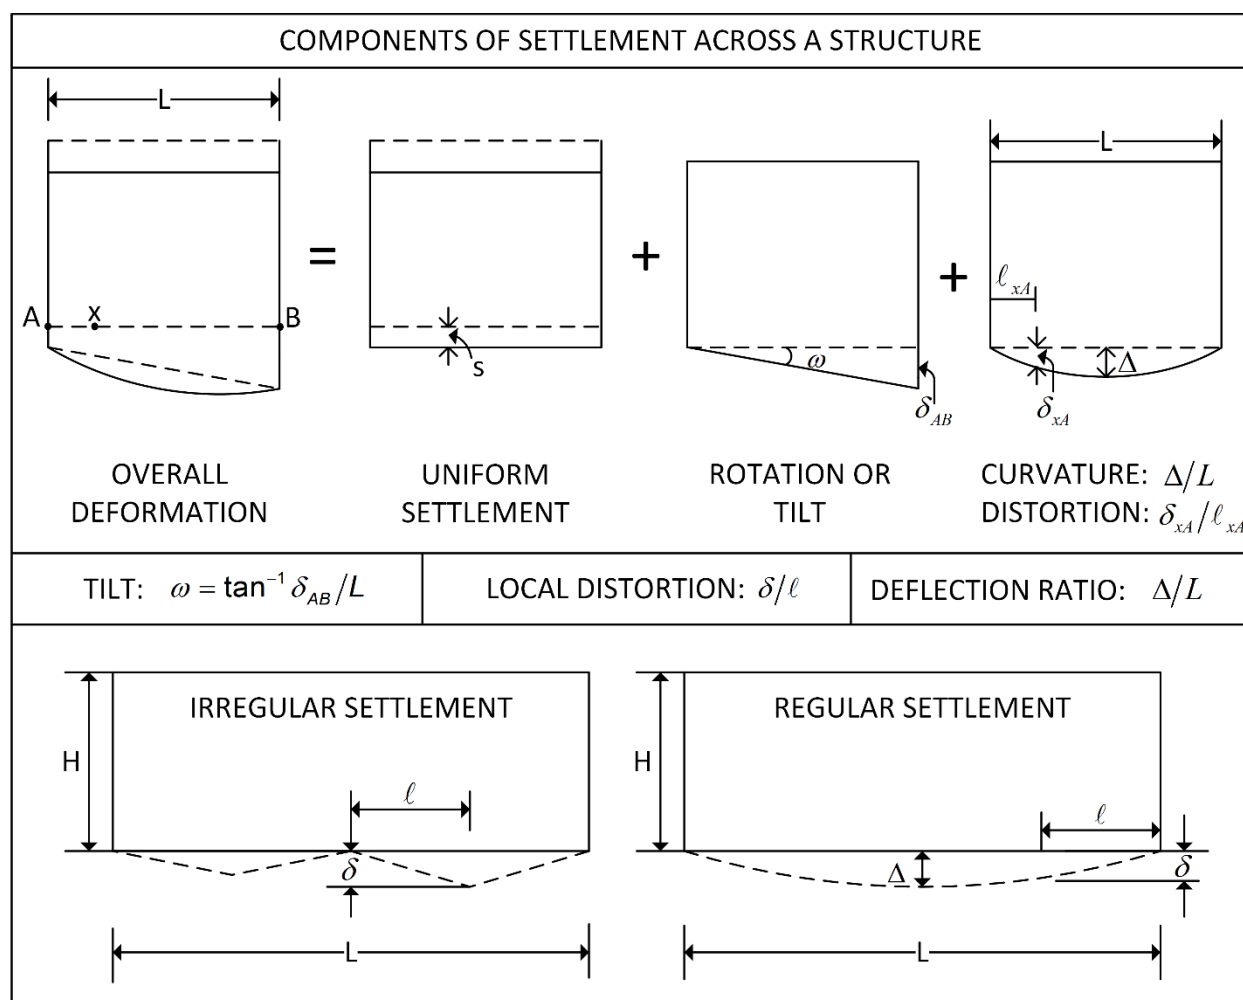 COMPONENTS OF SETTLEMENT ACROSS A STRUCTURE
L
L
A
x
B
=
+
+
s
ω
δAB
ℓxA
Δ
δxA
OVERALL
DEFORMATION
UNIFORM
SETTLEMENT
ROTATION OR
TILT
CURVATURE: Δ/L
DISTORTION: δxA/ℓxA
TILT: ω = tan⁻¹ δAB/L
LOCAL DISTORTION: δ/ℓ
DEFLECTION RATIO: Δ/L
IRREGULAR SETTLEMENT
H
ℓ
δ
L
REGULAR SETTLEMENT
H
ℓ
Δ
δ
L